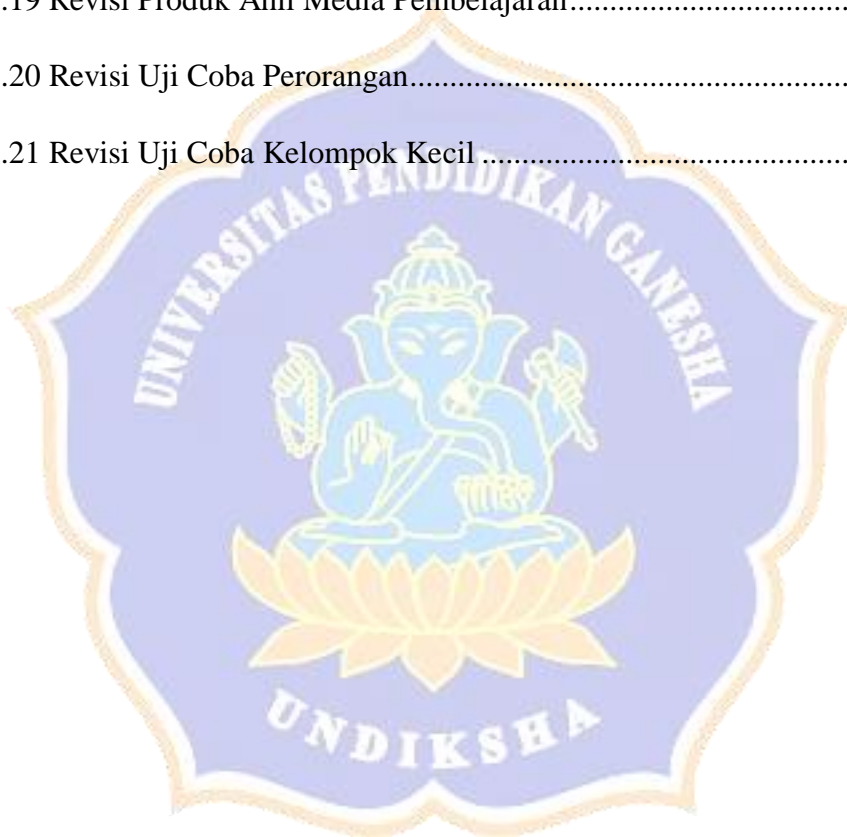 .19 Revisi Produk Ahli Media Pembelajaran..........................................
.20 Revisi Uji Coba Perorangan.......................................................
.21 Revisi Uji Coba Kelompok Kecil ..............................................
UNIVERSITAS PENDIDIKAN GANESHA
UNDIKSHA